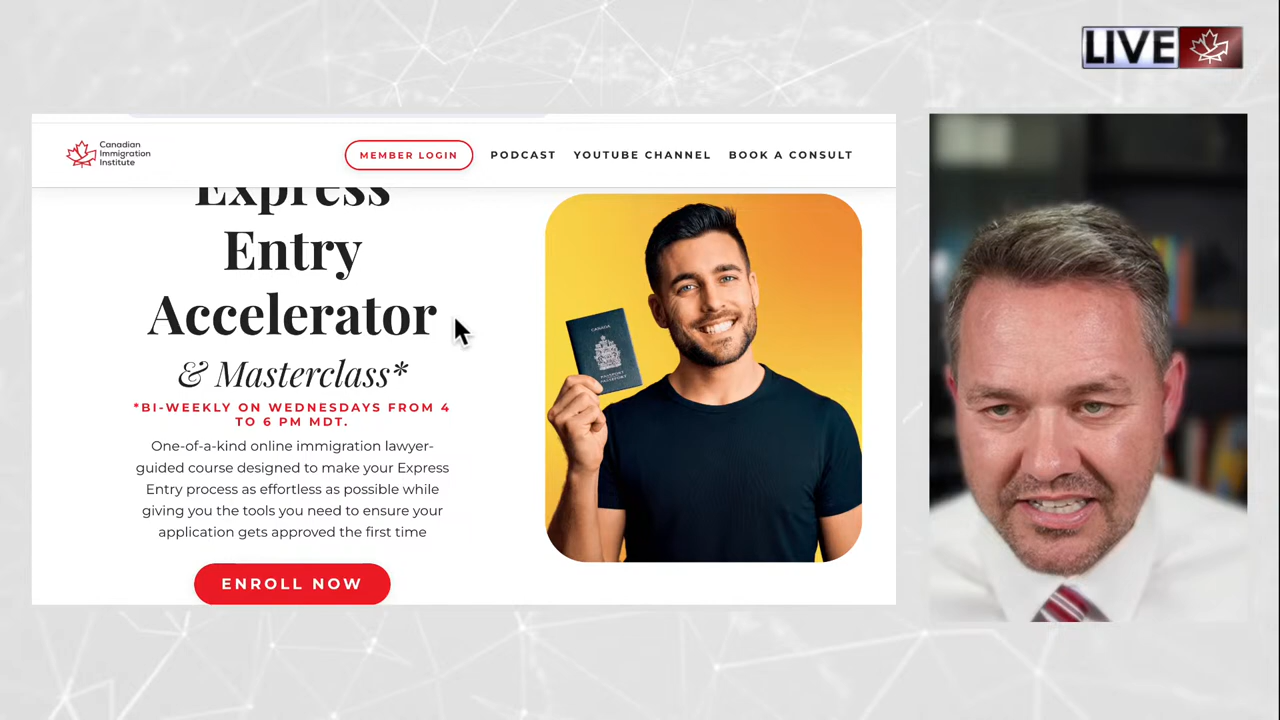 LIVE
Canadian
Immigration
Institute
MEMBER LOGIN
PODCAST
YOUTUBE CHANNEL
BOOK A CONSULT
Express
Entry
Accelerator
& Masterclass*
*BI-WEEKLY ON WEDNESDAYS FROM 4
TO 6 PM MDT.
One-of-a-kind online immigration lawyer-
guided course designed to make your Express
Entry process as effortless as possible while
giving you the tools you need to ensure your
application gets approved the first time
ENROLL NOW
CANADA
PASSPORT
PASSEPORT